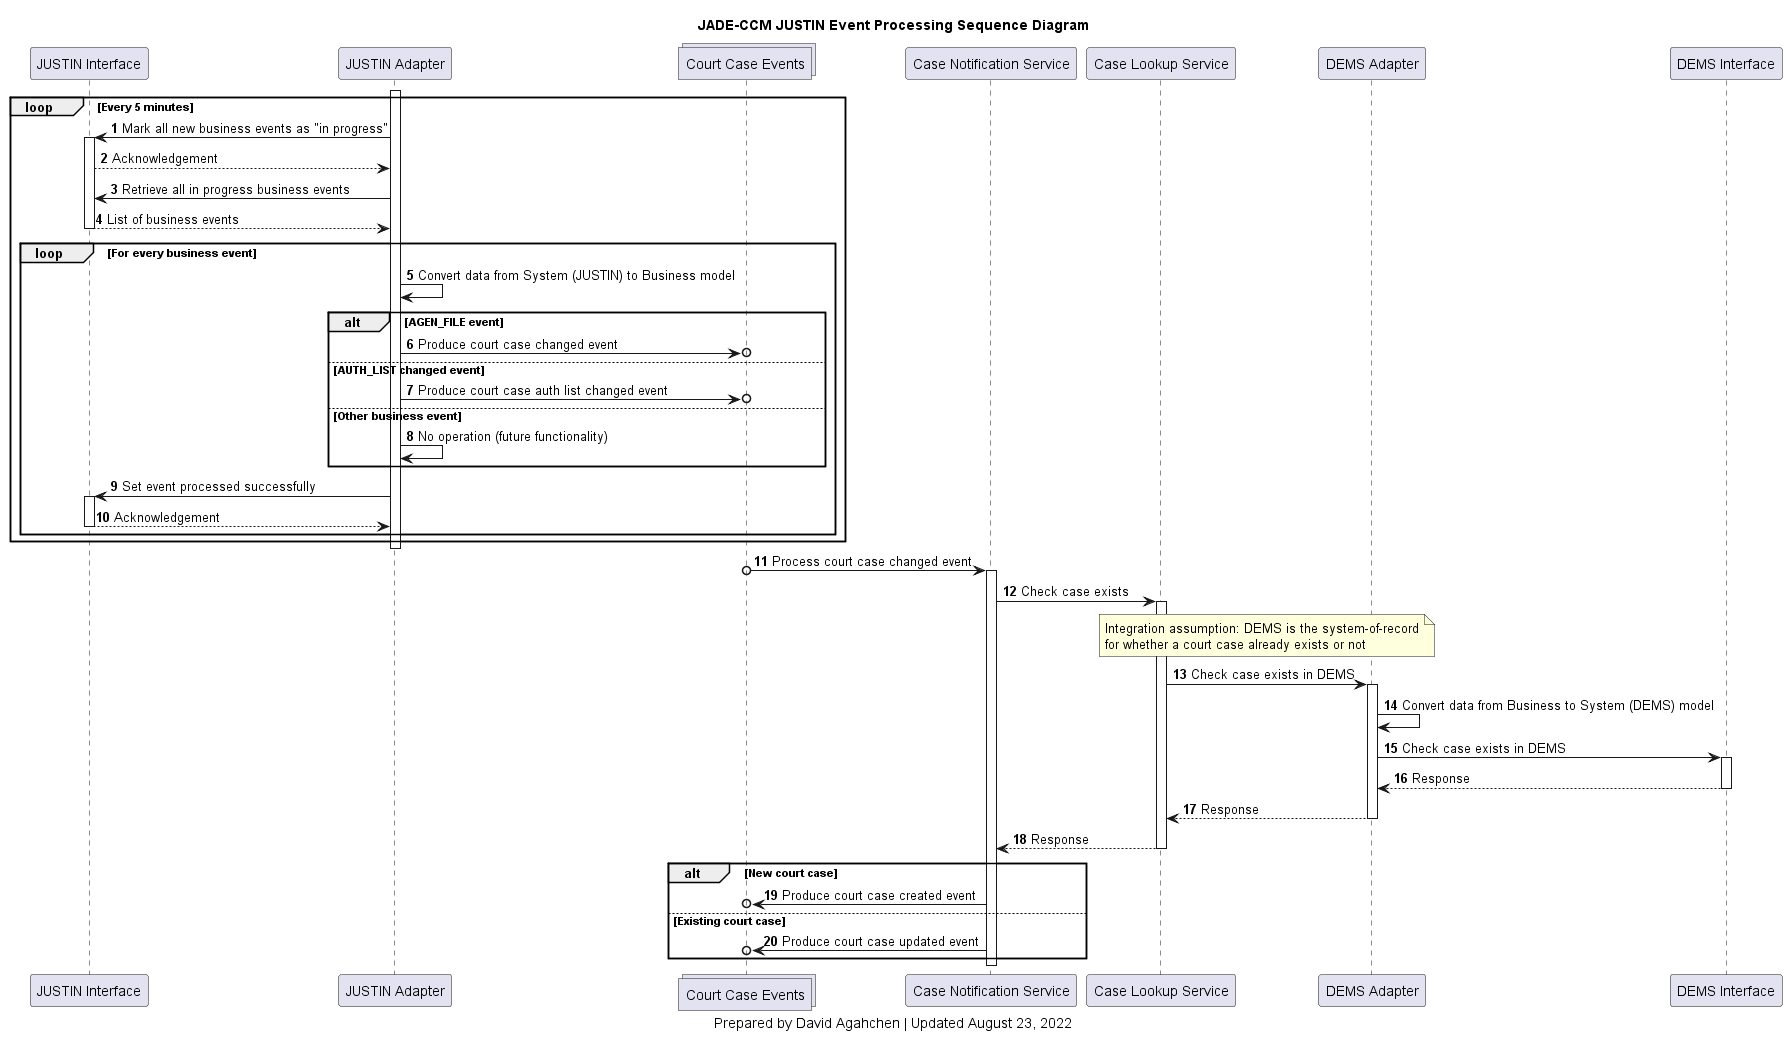 JADE-CCM JUSTIN Event Processing Sequence Diagram
JUSTIN Interface
JUSTIN Adapter
Court Case Events
Case Notification Service
Case Lookup Service
DEMS Adapter
DEMS Interface
loop [Every 5 minutes]
1 Mark all new business events as "in progress"
2 Acknowledgement
3 Retrieve all in progress business events
4 List of business events
loop [For every business event]
5 Convert data from System (JUSTIN) to Business model
alt [AGEN_FILE event]
6 Produce court case changed event
[AUTH_LIST changed event]
7 Produce court case auth list changed event
[Other business event]
8 No operation (future functionality)
9 Set event processed successfully
10 Acknowledgement
11 Process court case changed event
12 Check case exists
Integration assumption: DEMS is the system-of-record
for whether a court case already exists or not
13 Check case exists in DEMS
14 Convert data from Business to System (DEMS) model
15 Check case exists in DEMS
16 Response
17 Response
18 Response
alt [New court case]
19 Produce court case created event
[Existing court case]
20 Produce court case updated event
JUSTIN Interface
JUSTIN Adapter
Court Case Events
Case Notification Service
Case Lookup Service
DEMS Adapter
DEMS Interface
Prepared by David Agahchen | Updated August 23, 2022